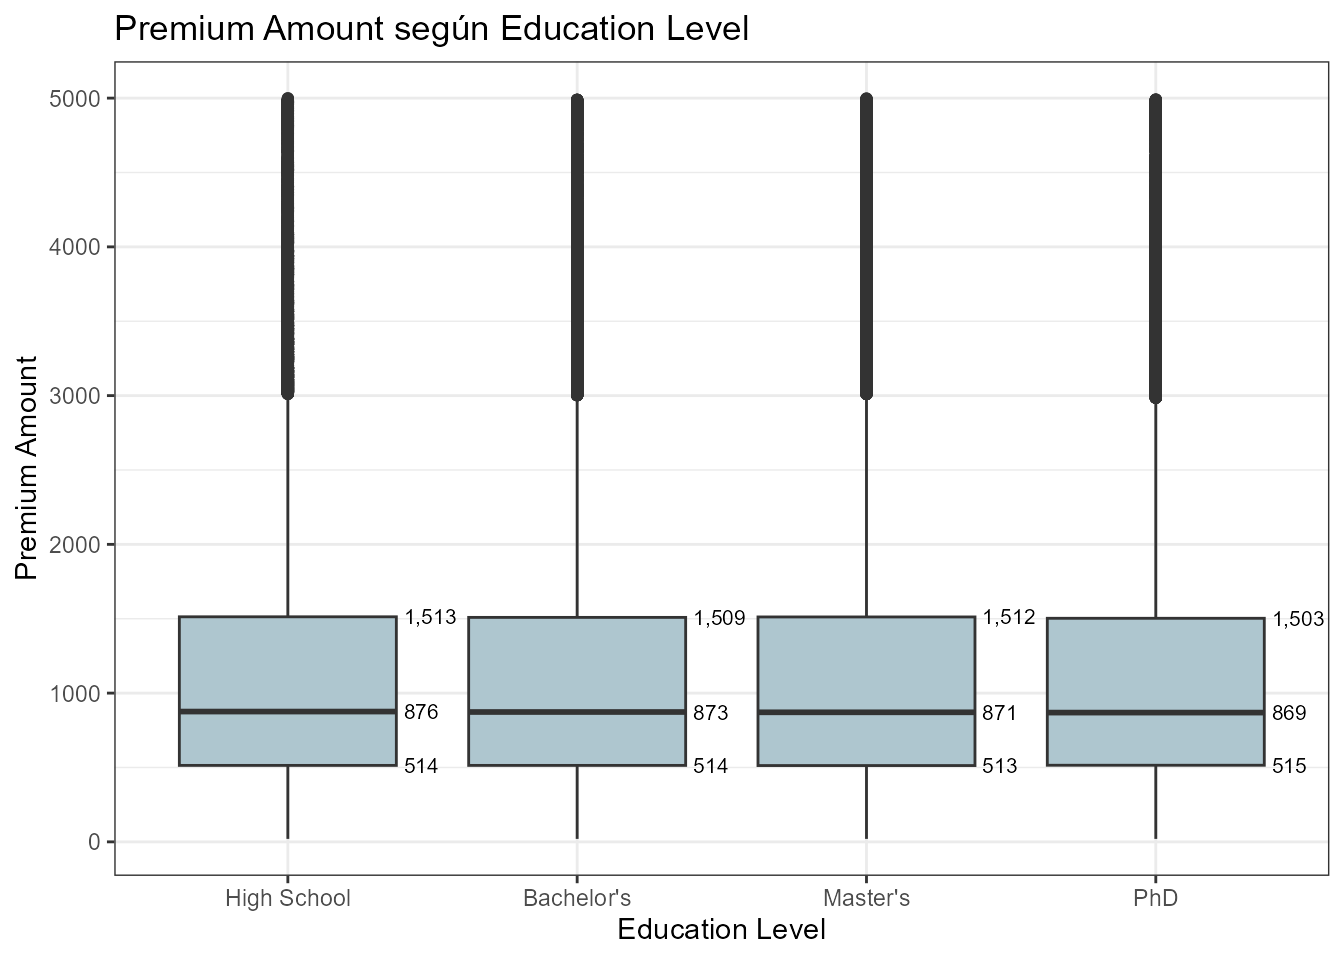 Premium Amount según Education Level
Premium Amount
5000
4000
3000
2000
1000
0
1,513
876
514
1,509
873
514
1,512
871
513
1,503
869
515
High School
Bachelor's
Master's
PhD
Education Level